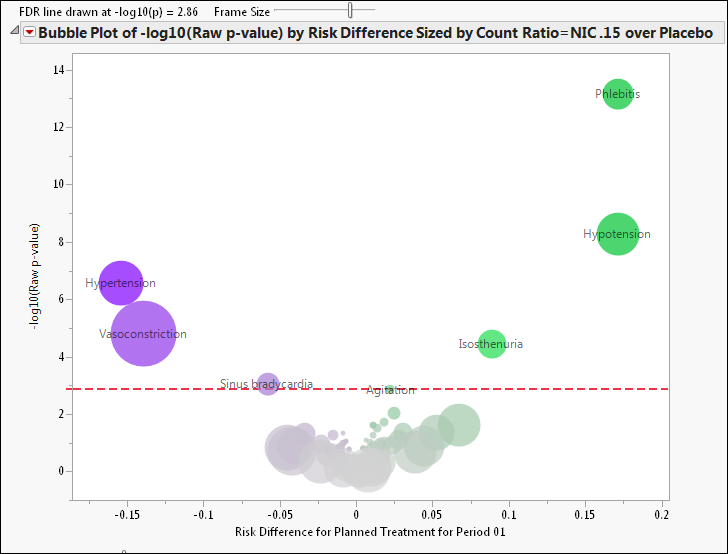 FDR line drawn at -log10(p) = 2.86 Frame Size
Bubble Plot of -log10(Raw p-value) by Risk Difference Sized by Count Ratio=NIC .15 over Placebo
14
Phlebitis
12
10
Hypotension
8
-log10(Raw p-value)
Hypertension
6
Vasoconstriction
Isosthenuria
4
Sinus bradycardia
Agitation
2
0
-0.15 -0.1 -0.05 0 0.05 0.1 0.15 0.2
Risk Difference for Planned Treatment for Period 01